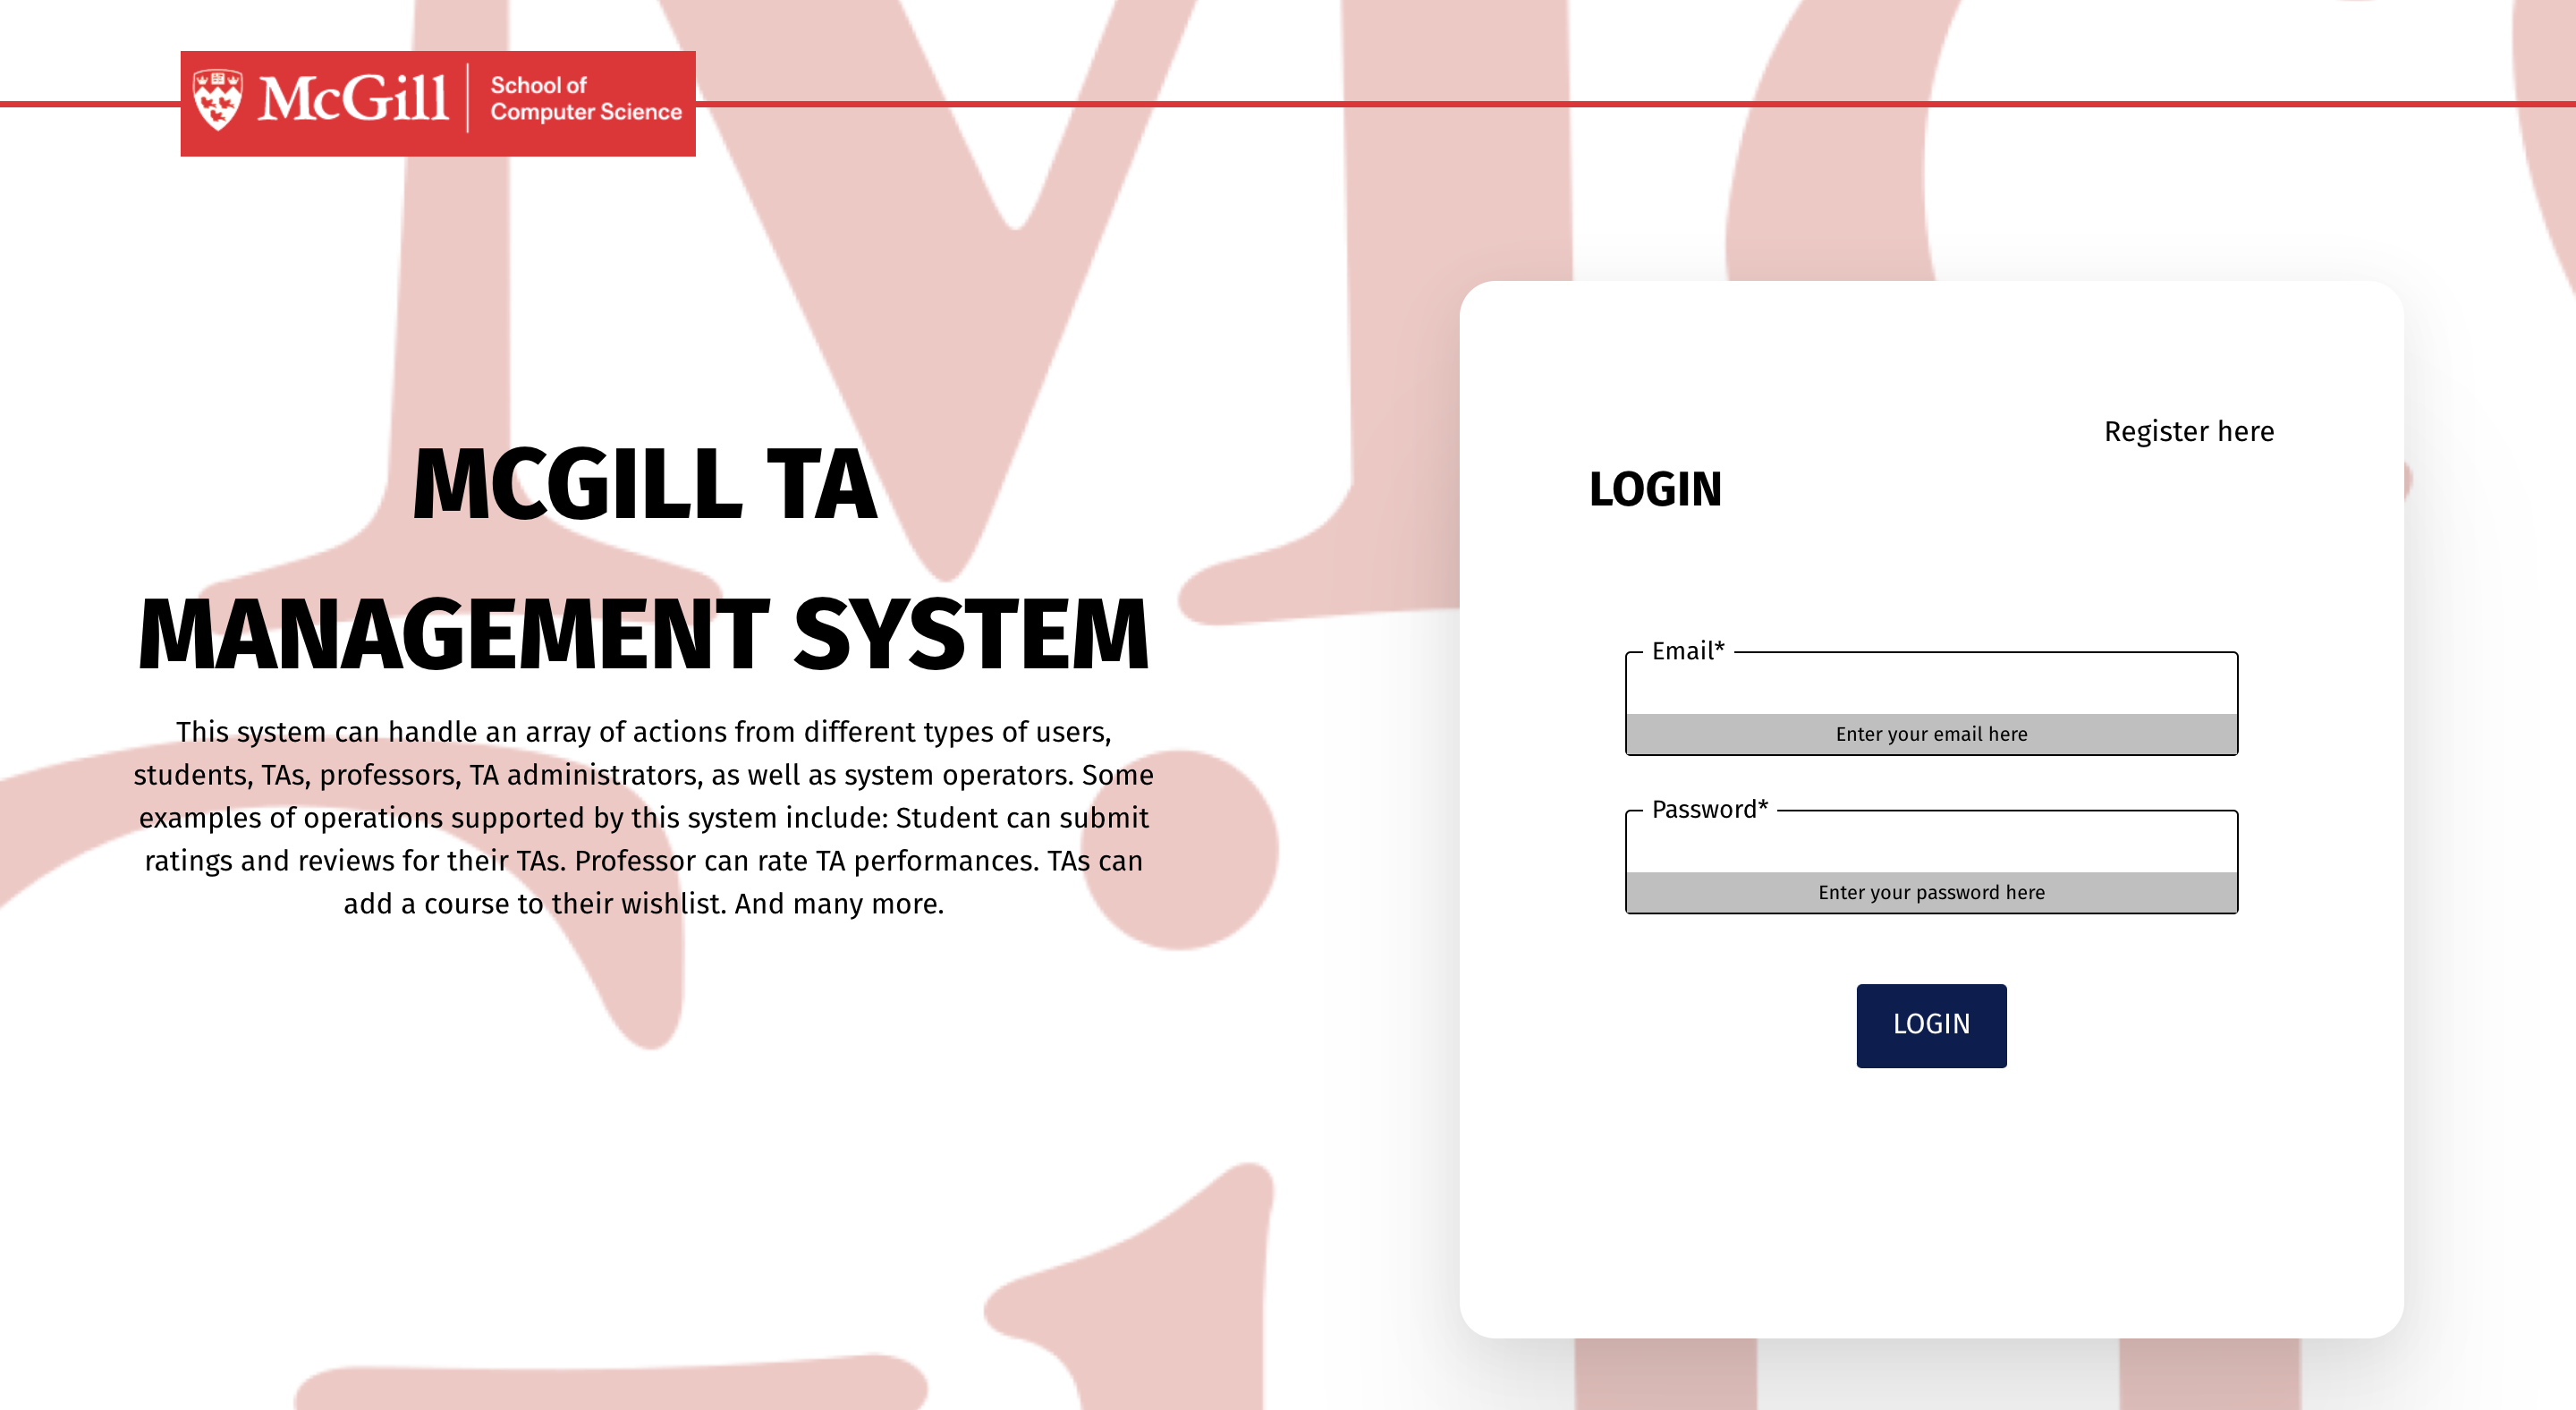 McGill
School of
Computer Science
MCGILL TA
MANAGEMENT SYSTEM
This system can handle an array of actions from different types of users,
students, TAs, professors, TA administrators, as well as system operators. Some
examples of operations supported by this system include: Student can submit
ratings and reviews for their TAs. Professor can rate TA performances. TAs can
add a course to their wishlist. And many more.
Register here
LOGIN
Email*
Enter your email here
Password*
Enter your password here
LOGIN